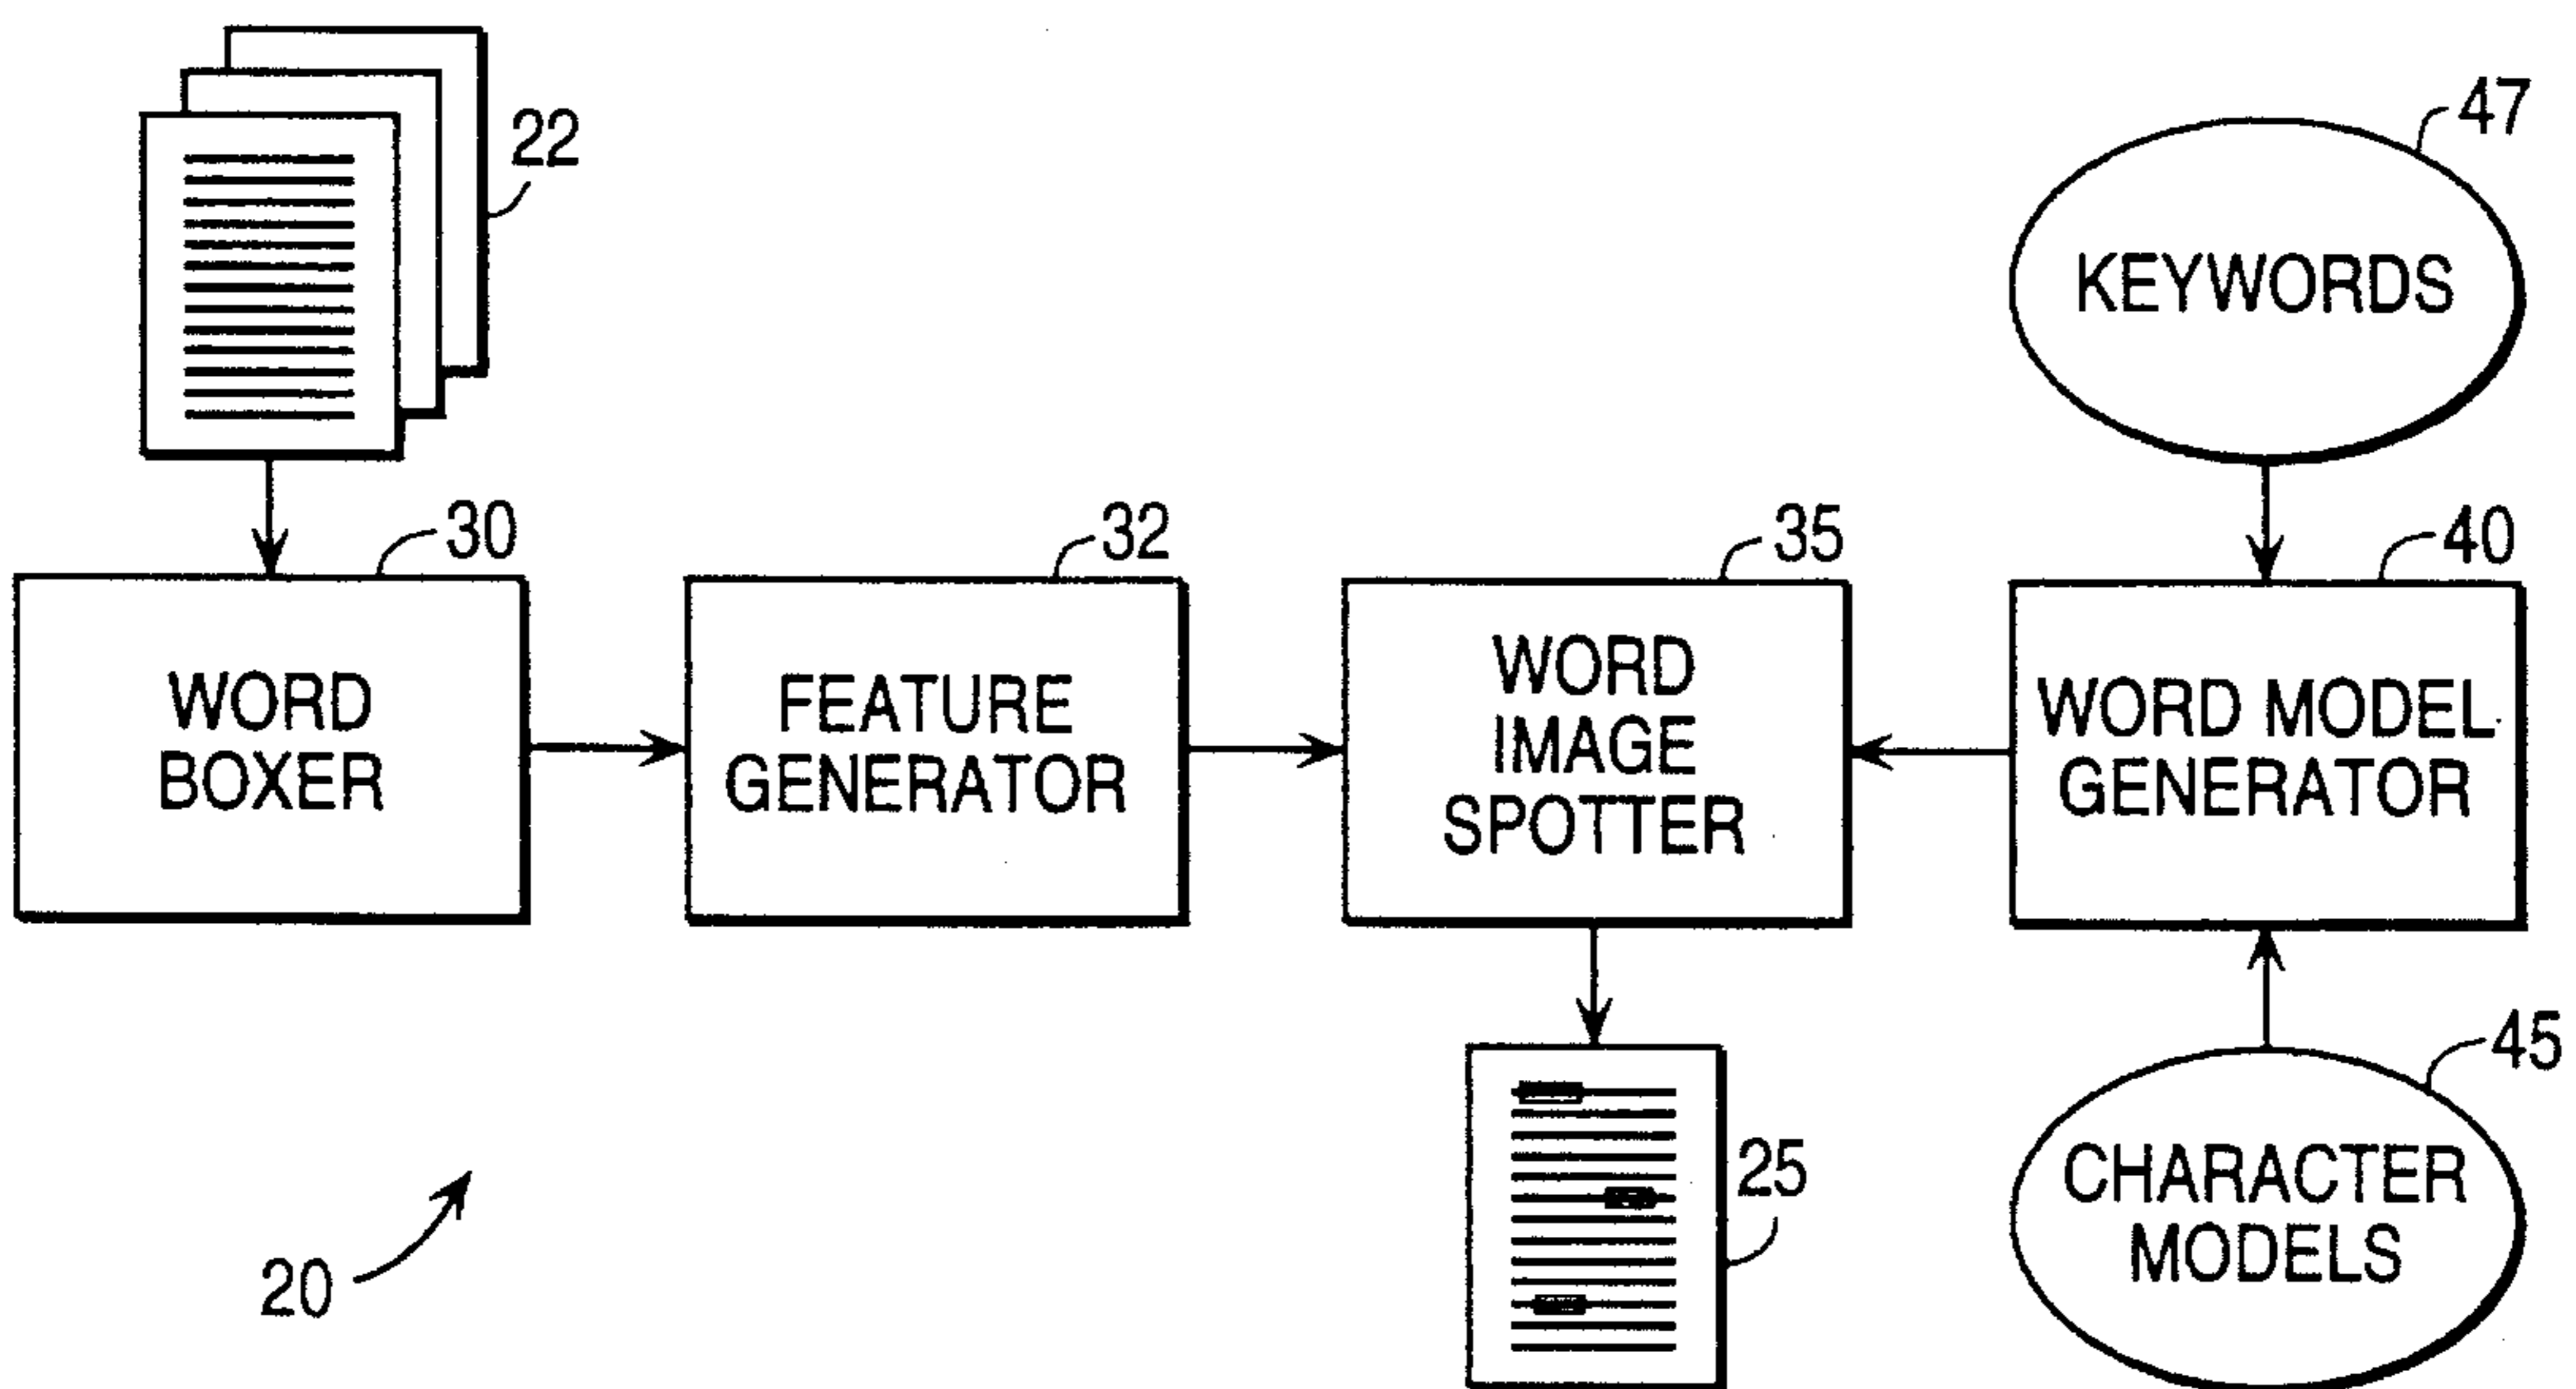 22
47
KEYWORDS
30
32
35
40
WORD
BOXER
FEATURE
GENERATOR
WORD
IMAGE
SPOTTER
WORD MODEL
GENERATOR
45
25
CHARACTER
MODELS
20